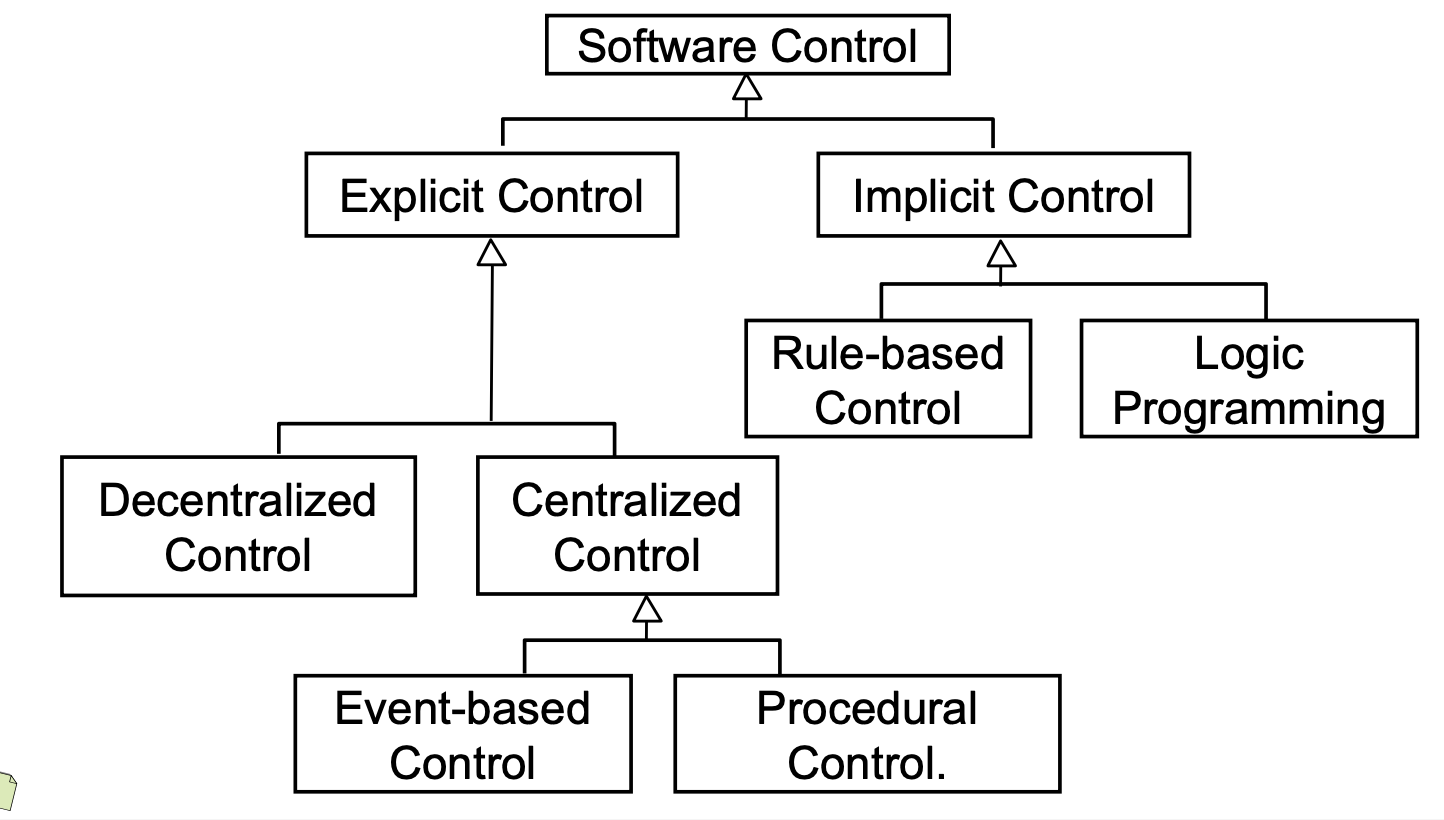 Software Control
Explicit Control
Implicit Control
Rule-based
Control
Logic
Programming
Decentralized
Control
Centralized
Control
Event-based
Control
Procedural
Control.